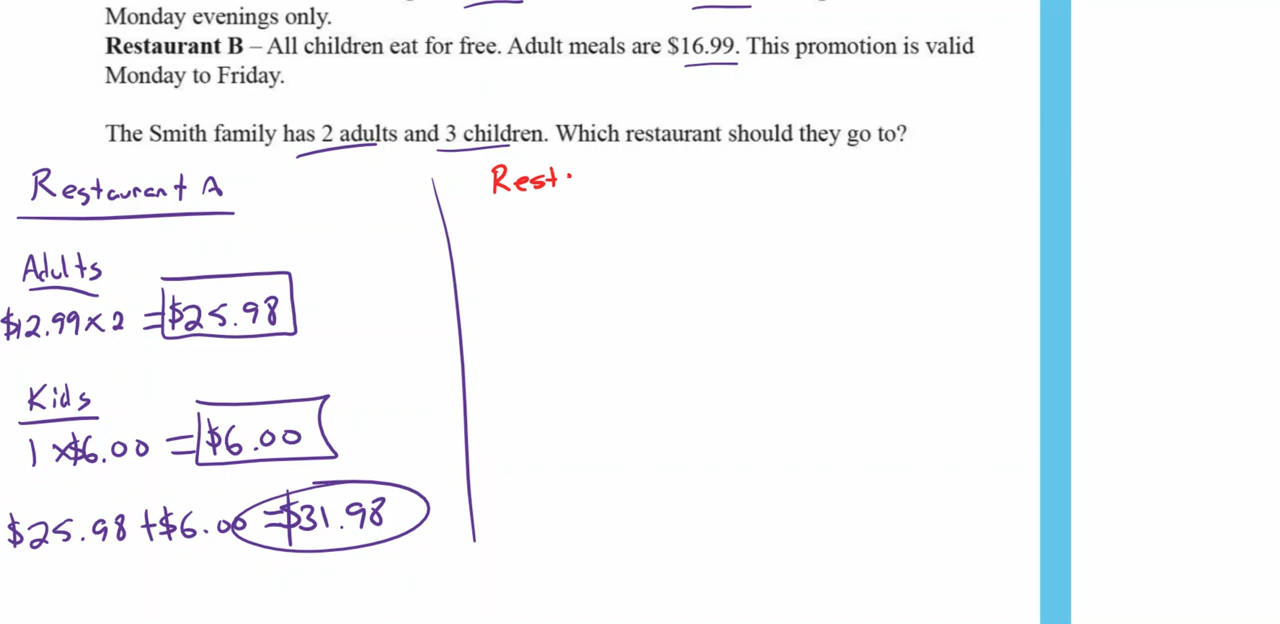 Monday evenings only.
Restaurant B – All children eat for free. Adult meals are $16.99. This promotion is valid
Monday to Friday.
The Smith family has 2 adults and 3 children. Which restaurant should they go to?
Restaurant A
Adults
$12.99 × 2 = $25.98
Kids
1 × $6.00 = $6.00
$25.98 + $6.00 = $31.98
Rest.